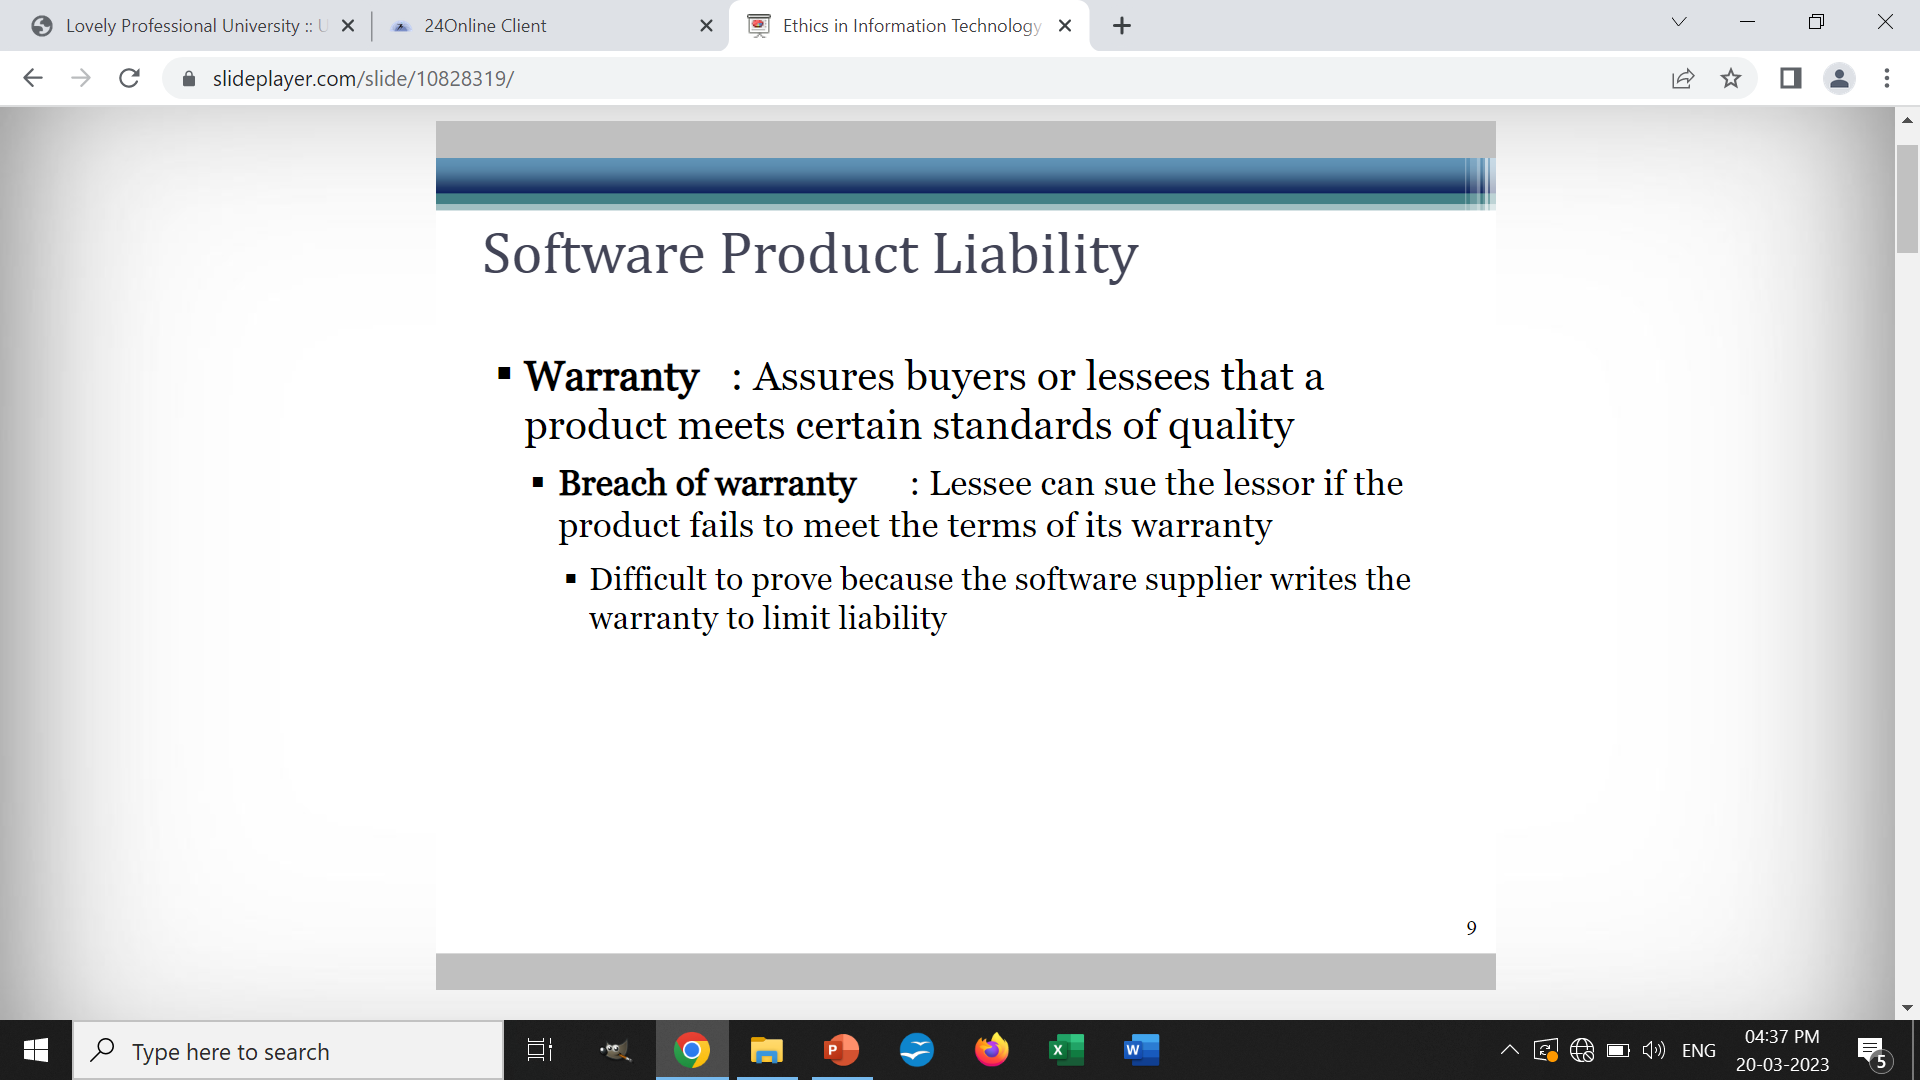 Lovely Professional University :: U
24Online Client
Ethics in Information Technology
slideplayer.com/slide/10828319/
Software Product Liability
▪ Warranty : Assures buyers or lessees that a
product meets certain standards of quality
▪ Breach of warranty : Lessee can sue the lessor if the
product fails to meet the terms of its warranty
▪ Difficult to prove because the software supplier writes the
warranty to limit liability
9
Type here to search
ENG
04:37 PM
20-03-2023
5